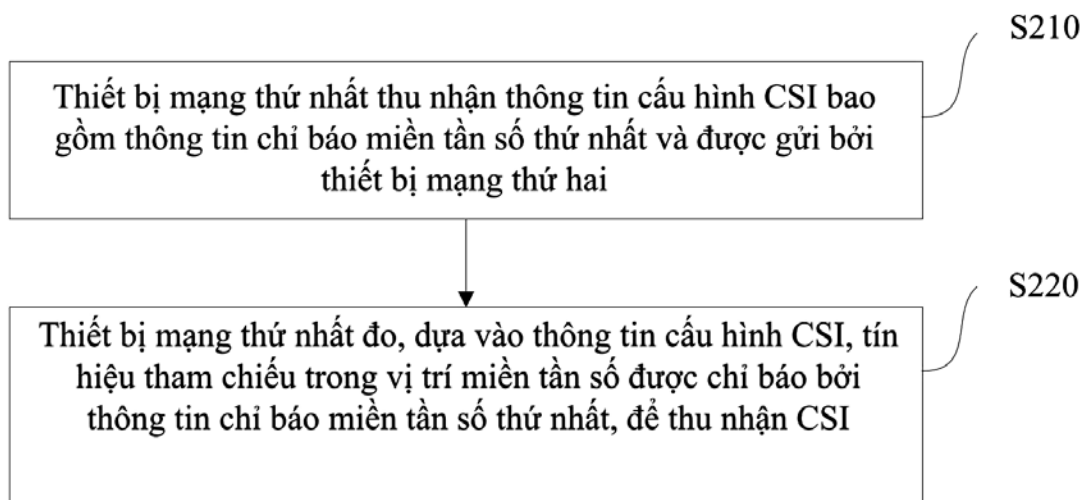 S210
Thiết bị mạng thứ nhất thu nhận thông tin cấu hình CSI bao
gồm thông tin chỉ báo miền tần số thứ nhất và được gửi bởi
thiết bị mạng thứ hai
S220
Thiết bị mạng thứ nhất đo, dựa vào thông tin cấu hình CSI, tín
hiệu tham chiếu trong vị trí miền tần số được chỉ báo bởi
thông tin chỉ báo miền tần số thứ nhất, để thu nhận CSI